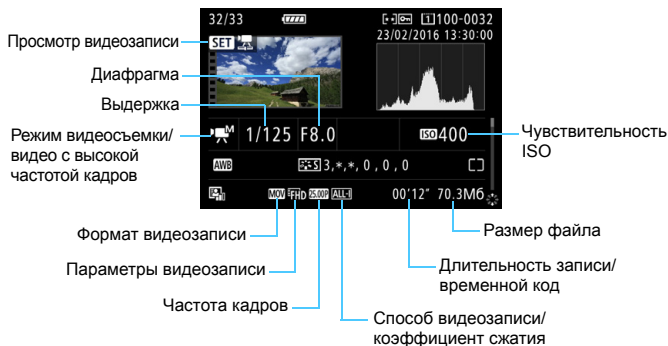 32/33 1 100-0032
SET 23/02/2016 13:30:00
Просмотр видеозаписи
Диафрагма
Выдержка
Режим видеосъемки/
видео с высокой
частотой кадров
M 1/125 F8.0 ISO 400
Чувствительность
ISO
AWB S 3,*,*, 0 , 0 , 0
MOV FHD 25.00P ALL-I 00'12" 70.3Мб
Формат видеозаписи
Размер файла
Параметры видеозаписи
Длительность записи/
временной код
Частота кадров
Способ видеозаписи/
коэффициент сжатия